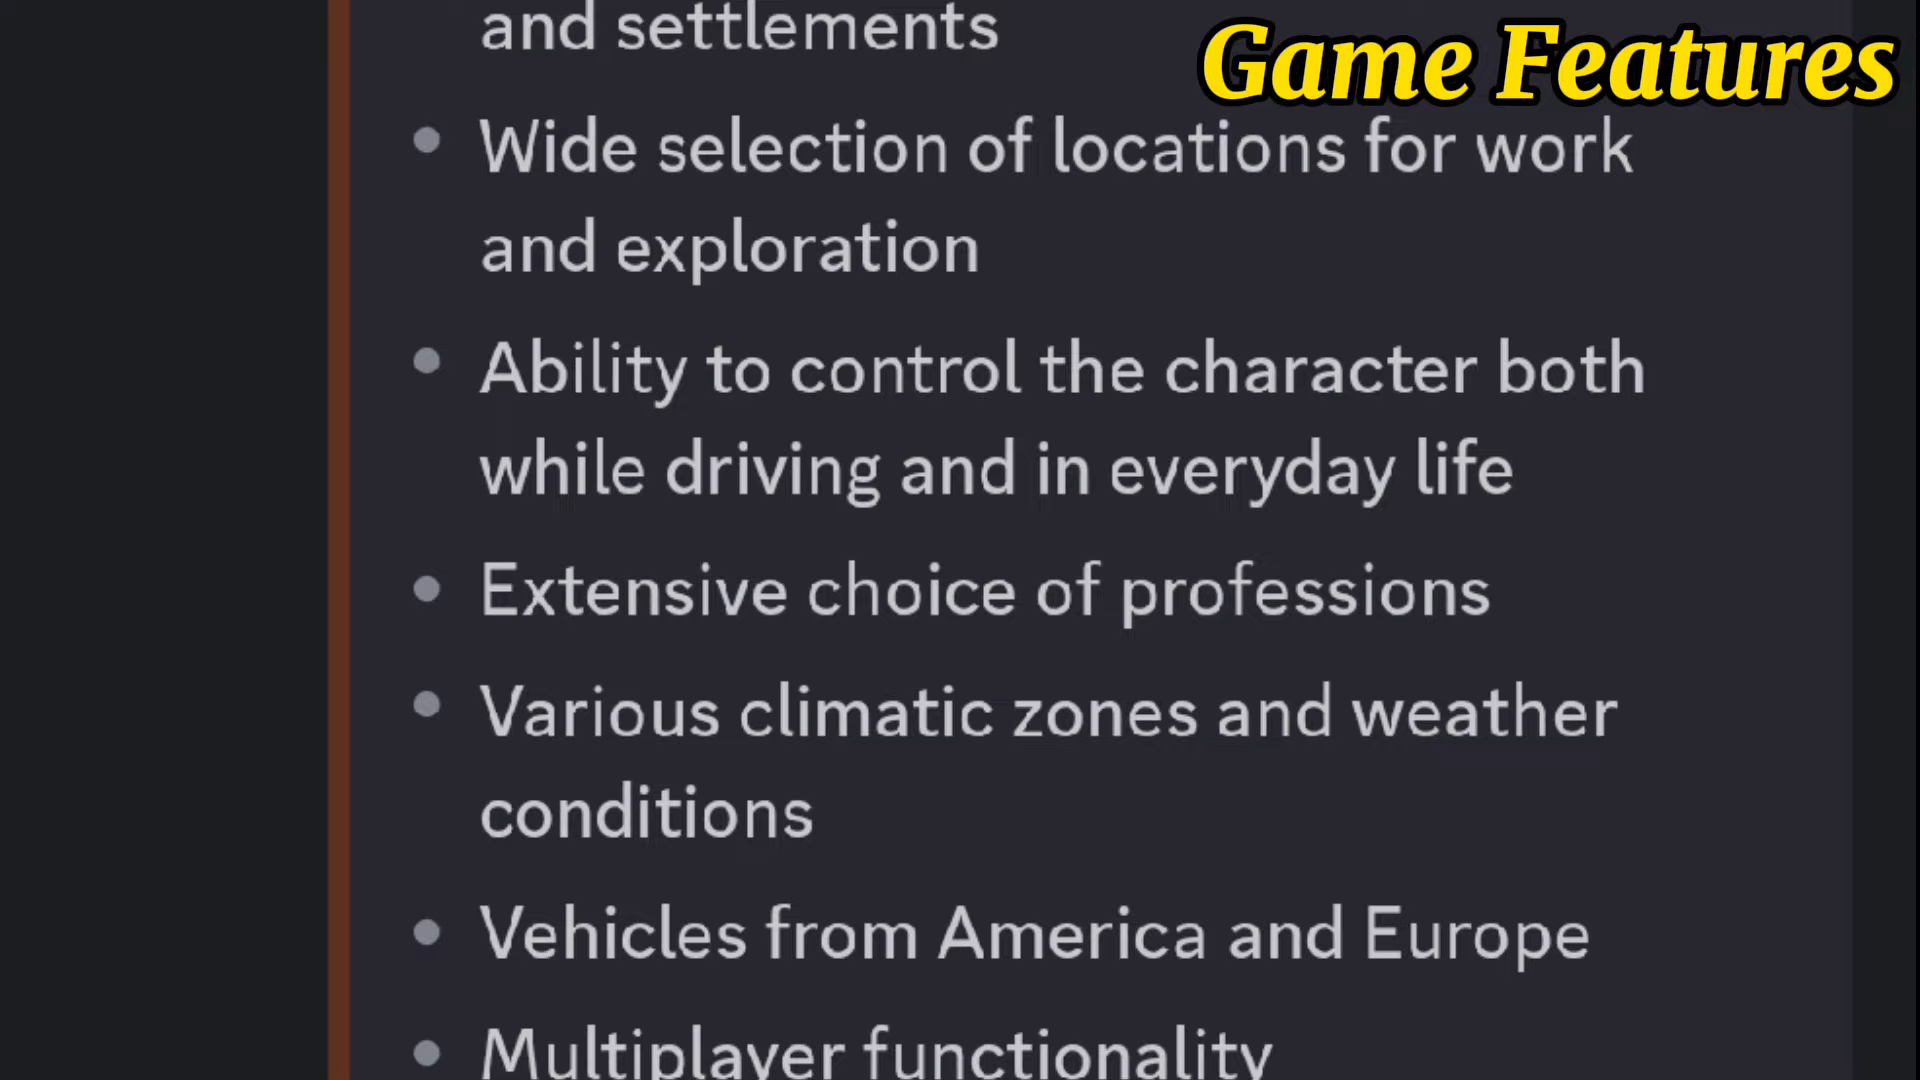 and settlements
Game Features
Wide selection of locations for work
and exploration
Ability to control the character both
while driving and in everyday life
Extensive choice of professions
Various climatic zones and weather
conditions
Vehicles from America and Europe
Multiplayer functionality